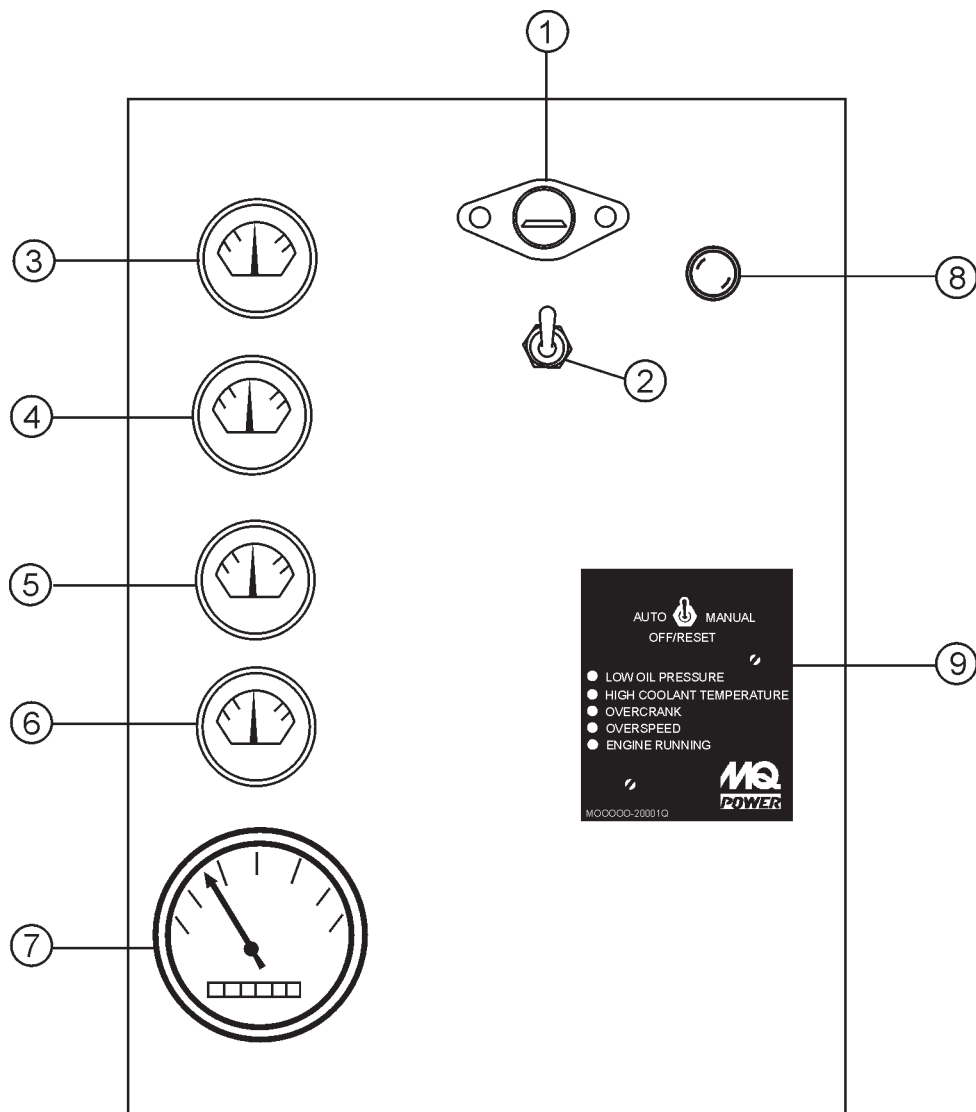 1
3
8
2
4
5
AUTO MANUAL
OFF/RESET
9
LOW OIL PRESSURE
HIGH COOLANT TEMPERATURE
OVERCRANK
OVERSPEED
ENGINE RUNNING
6
MQ
POWER
MOOOOO-20001Q
7